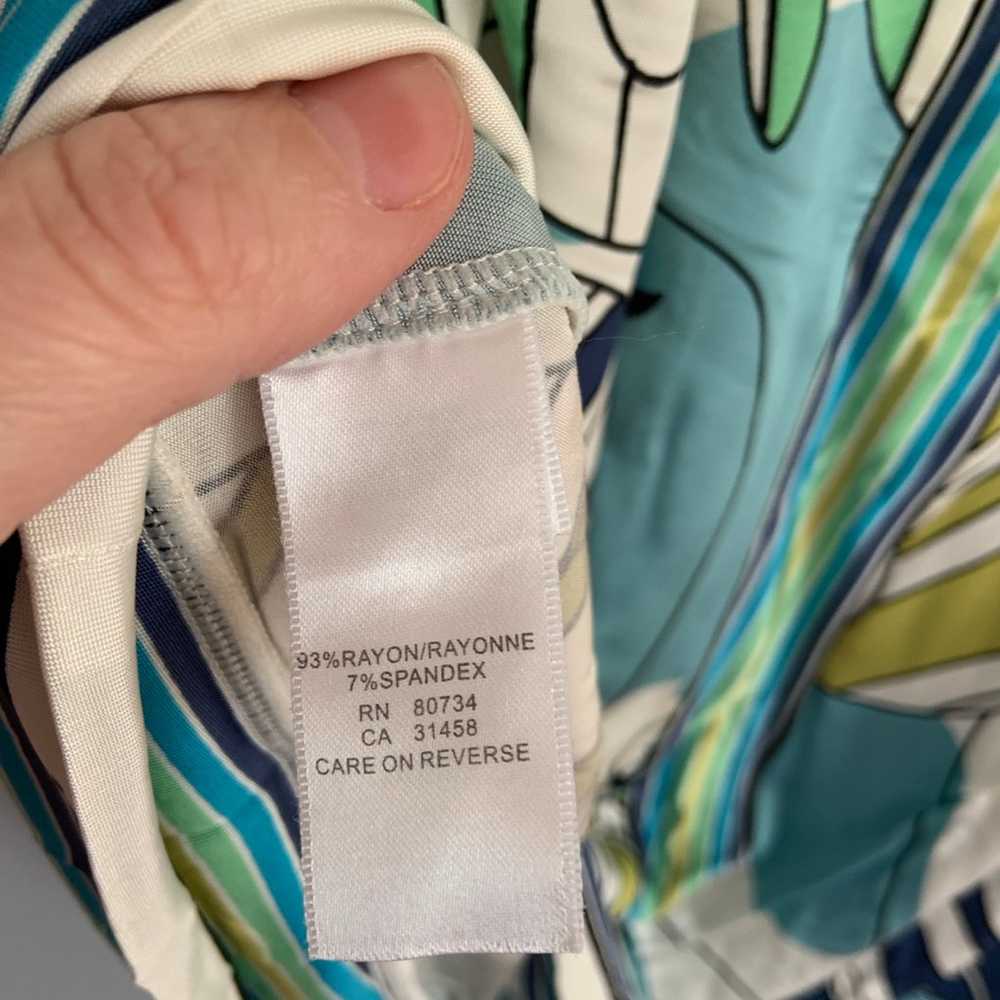 93%RAYON/RAYONNE
7%SPANDEX
RN 80734
CA 31458
CARE ON REVERSE